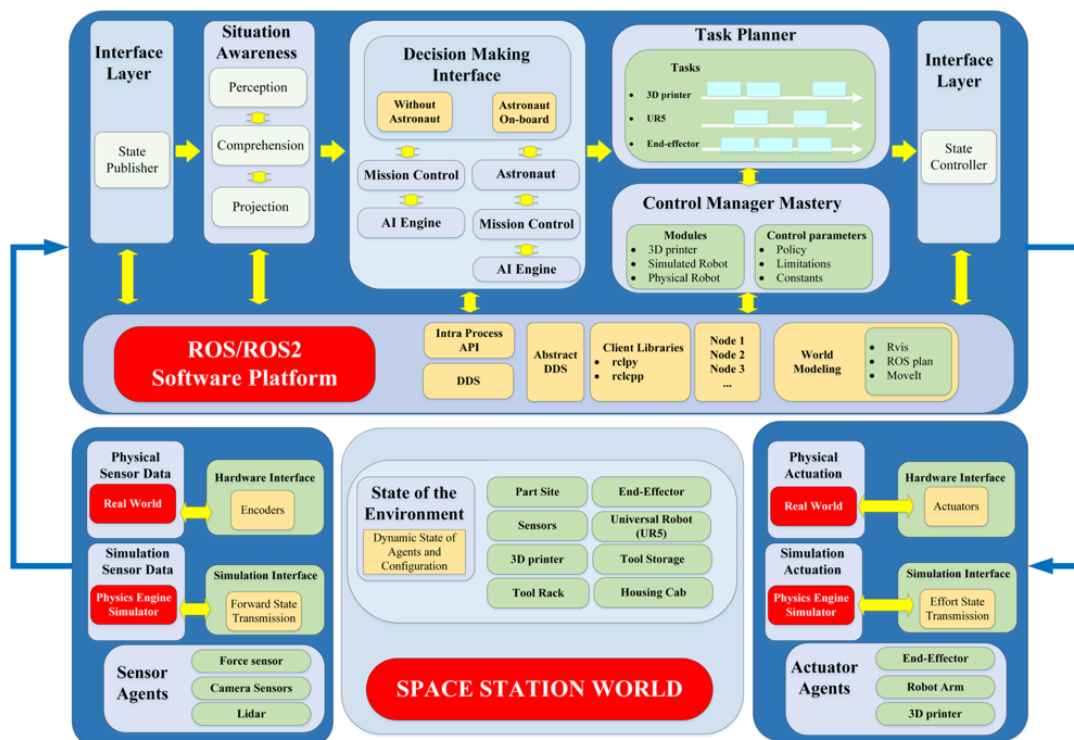 Interface
Layer
State
Publisher
Situation
Awareness
Perception
Comprehension
Projection
Decision Making
Interface
Without
Astronaut
Astronaut
On-board
Mission Control
AI Engine
Astronaut
Mission Control
AI Engine
Task Planner
Tasks
• 3D printer
• UR5
• End-effector
Control Manager Mastery
Modules
• 3D printer
• Simulated Robot
• Physical Robot
Control parameters
• Policy
• Limitations
• Constants
Interface
Layer
State
Controller
ROS/ROS2
Software Platform
Intra Process
API
DDS
Abstract
DDS
Client Libraries
• rclpy
• rclcpp
Node 1
Node 2
Node 3
...
World
Modeling
• Rvis
• ROS plan
• MoveIt
Physical
Sensor Data
Real World
Hardware Interface
Encoders
Simulation
Sensor Data
Physics Engine
Simulator
Simulation Interface
Forward State
Transmission
Sensor
Agents
Force sensor
Camera Sensors
Lidar
State of the
Environment
Dynamic State of
Agents and
Configuration
Part Site
End-Effector
Sensors
Universal Robot
(UR5)
3D printer
Tool Storage
Tool Rack
Housing Cab
SPACE STATION WORLD
Physical
Actuation
Real World
Hardware Interface
Actuators
Simulation
Actuation
Physics Engine
Simulator
Simulation Interface
Effort State
Transmission
Actuator
Agents
End-Effector
Robot Arm
3D printer